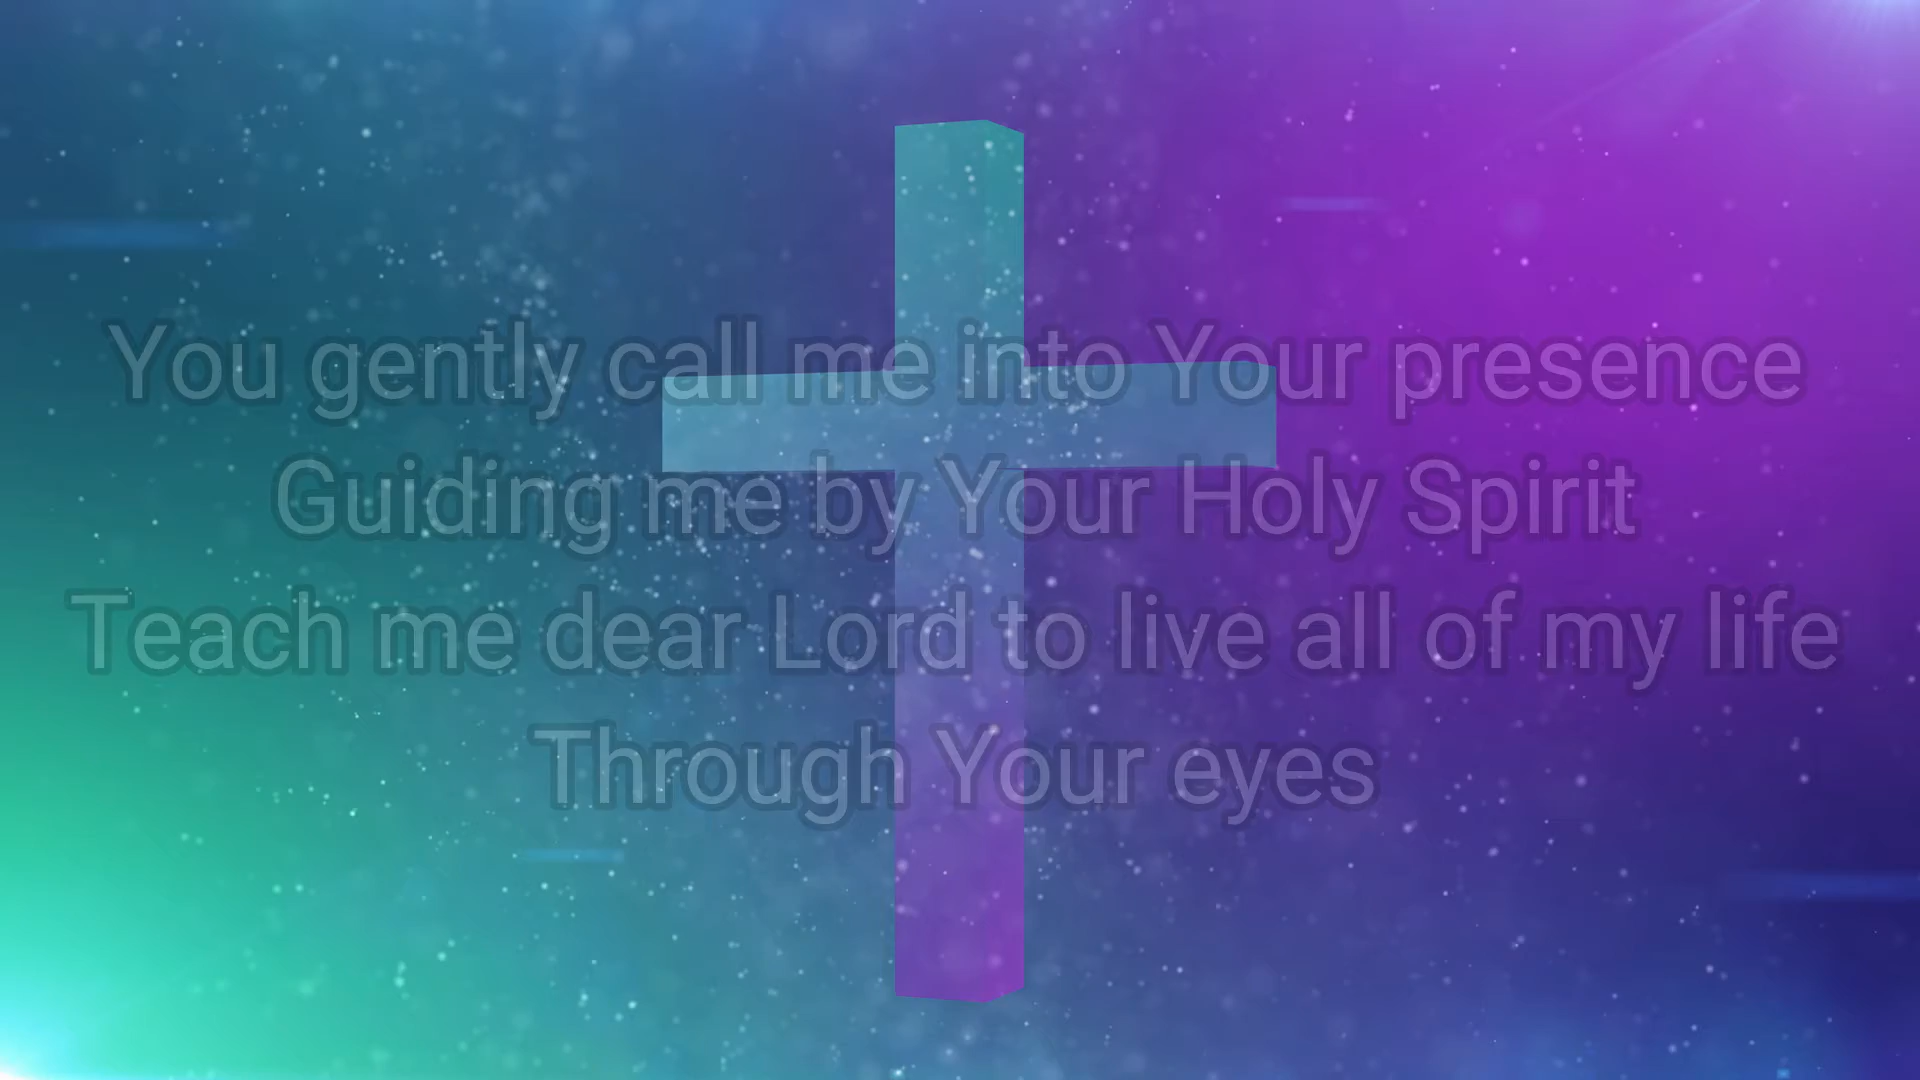 You gently call me into Your presence
Guiding me by Your Holy Spirit
Teach me dear Lord to live all of my life
Through Your eyes